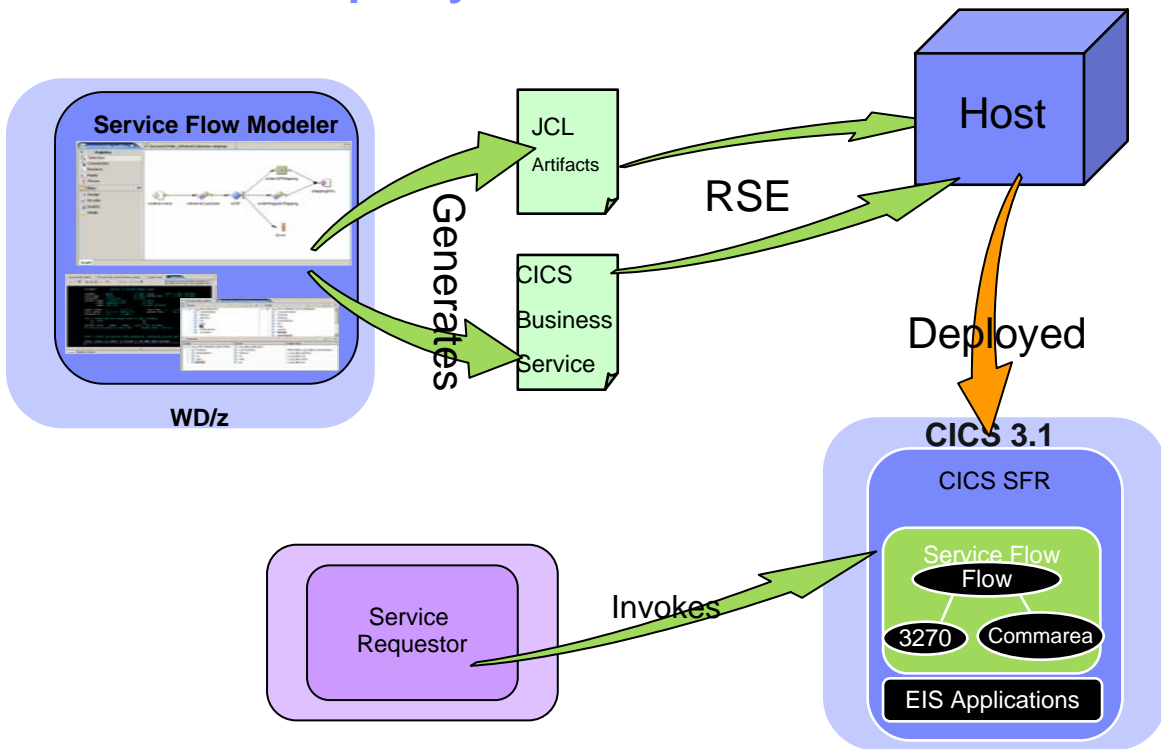 Service Flow Modeler
WD/z
Generates
JCL
Artifacts
CICS
Business
Service
RSE
Host
Deployed
CICS 3.1
CICS SFR
Service Flow
Flow
3270
Commarea
EIS Applications
Service
Requestor
Invokes